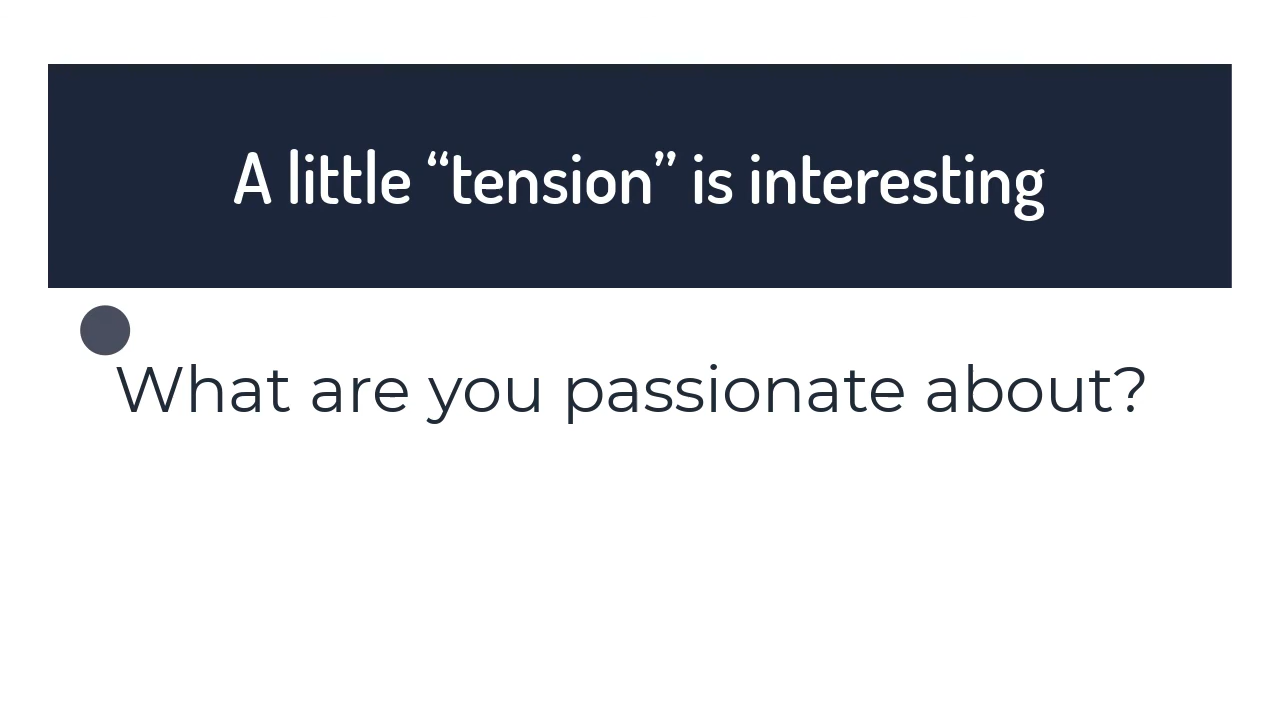 A little “tension” is interesting
What are you passionate about?